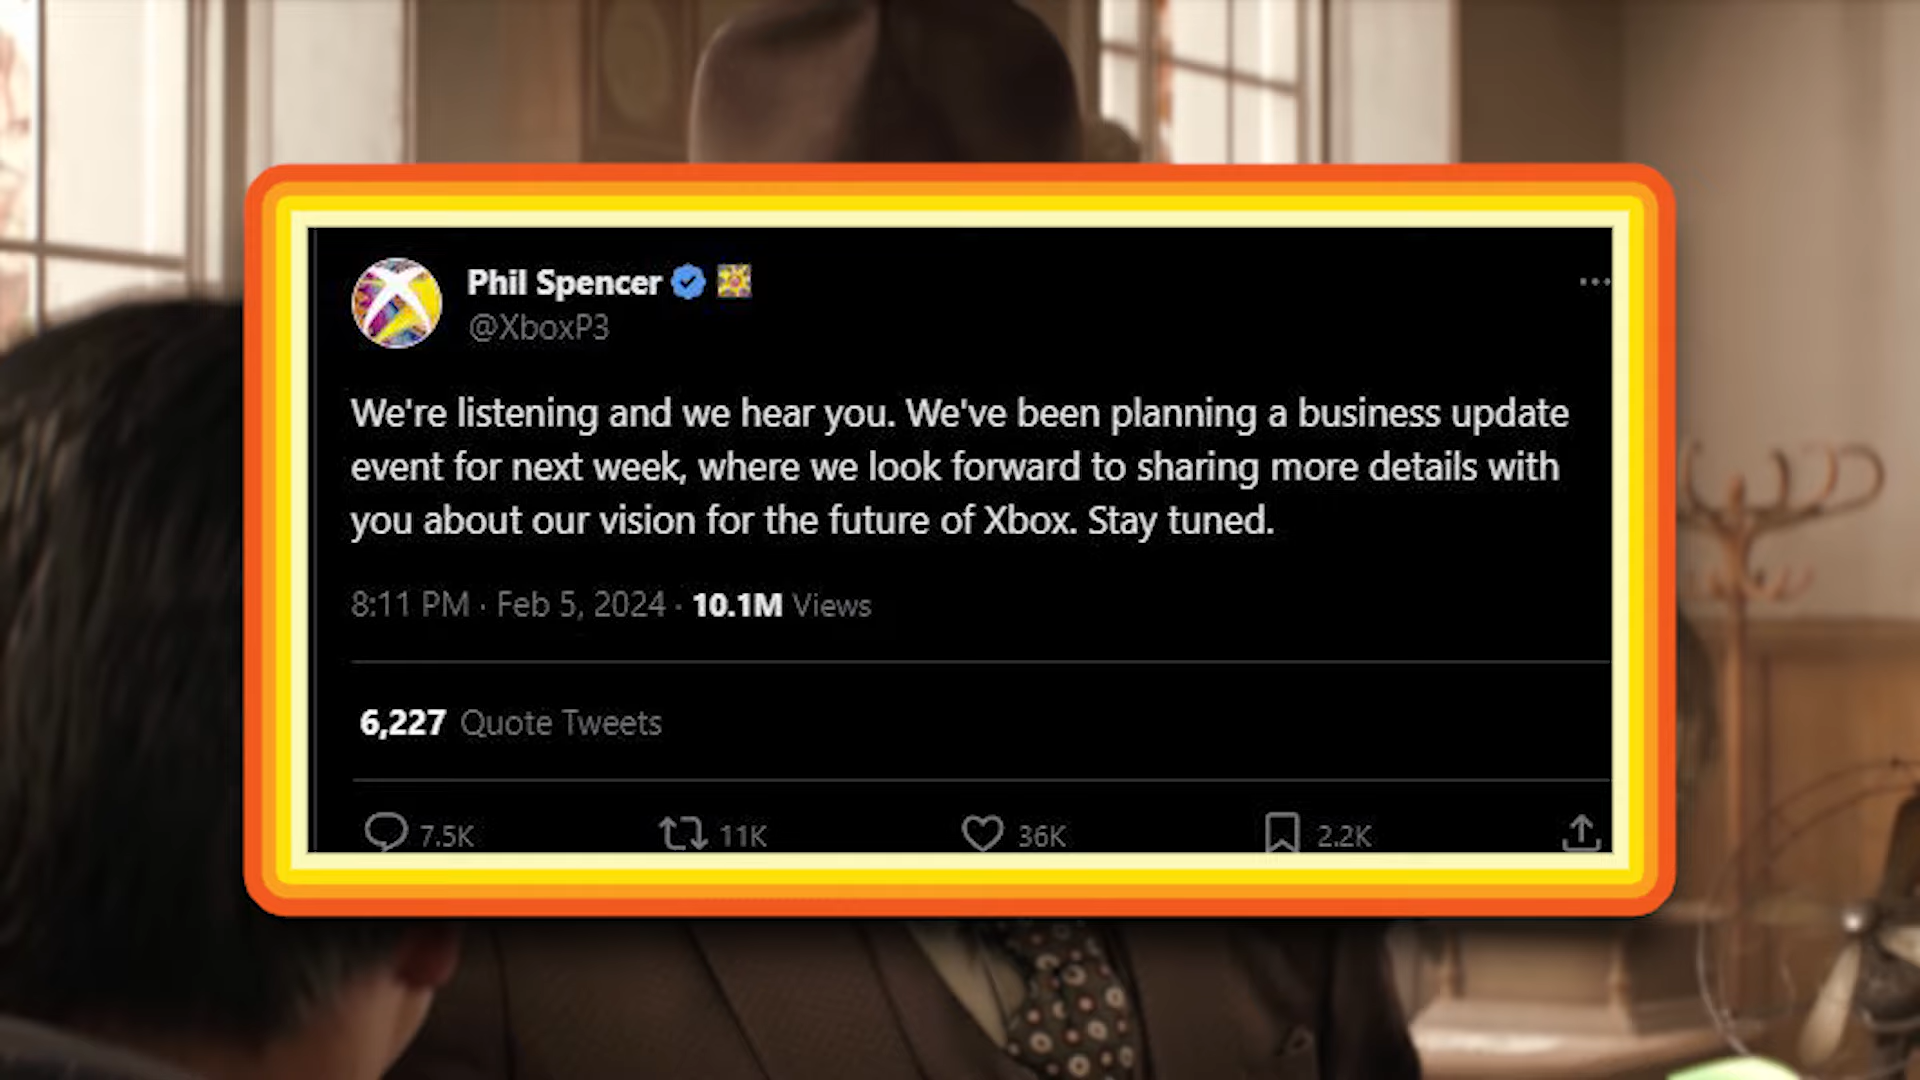 Phil Spencer
@XboxP3
We're listening and we hear you. We've been planning a business update
event for next week, where we look forward to sharing more details with
you about our vision for the future of Xbox. Stay tuned.
8:11 PM · Feb 5, 2024 · 10.1M Views
6,227 Quote Tweets
7.5K 11K 36K 2.2K